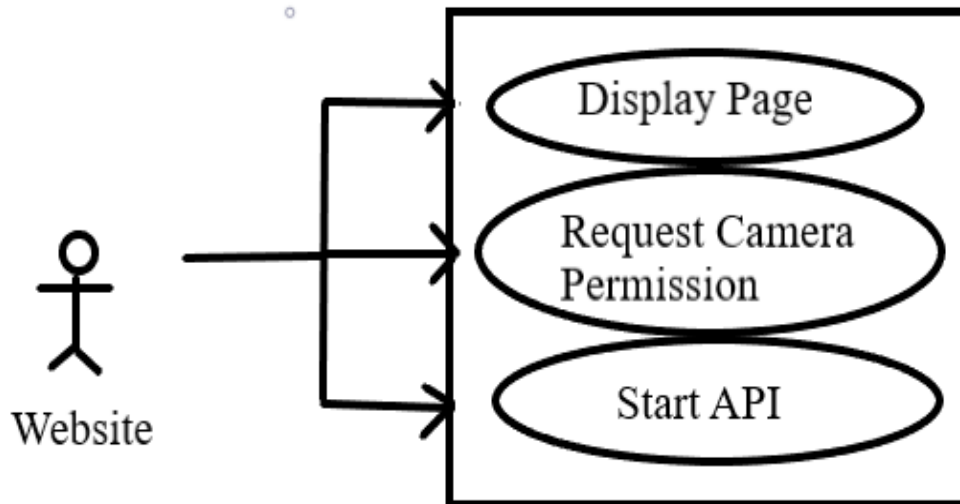 Display Page
Request Camera
Permission
Start API
Website